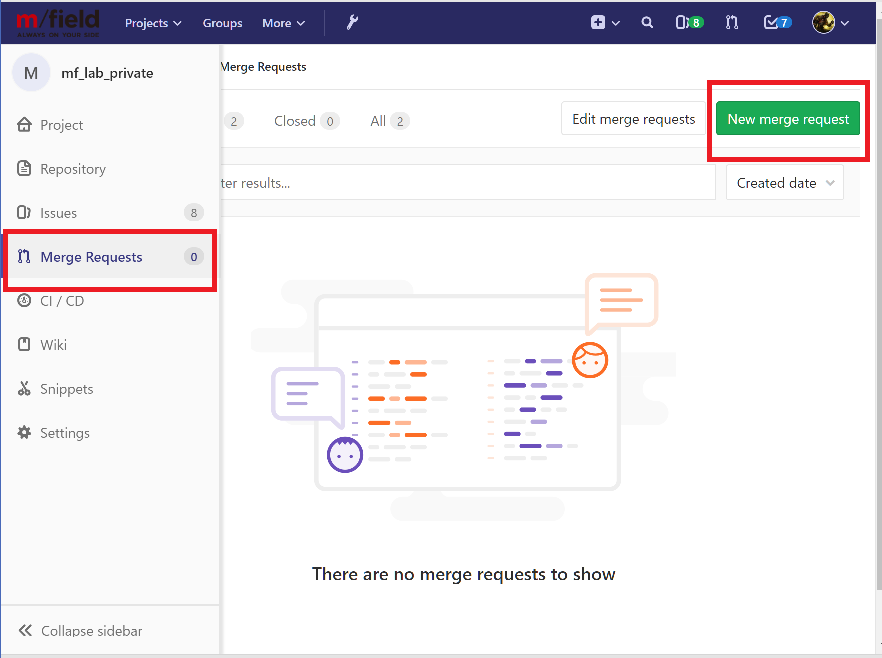 m/field
ALWAYS ON YOUR SIDE
Projects Groups More 8 7
M mf_lab_private
Merge Requests
Project
Repository
Issues 8
Merge Requests 0
CI / CD
Wiki
Snippets
Settings
Collapse sidebar
2 Closed 0 All 2 Edit merge requests New merge request
ter results... Created date
There are no merge requests to show